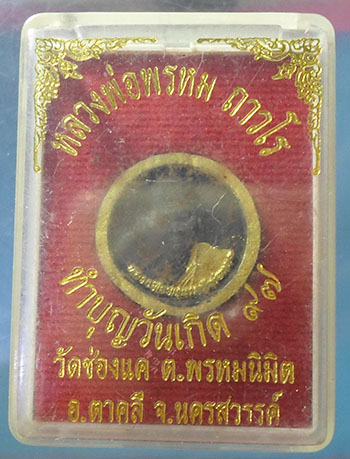 หลวงพ่อพรหม ถาวโร
ทำบุญวันเกิด ๙๗
วัดช่องแค ต.พรหมนิมิต
อ.ตาคลี จ.นครสวรรค์